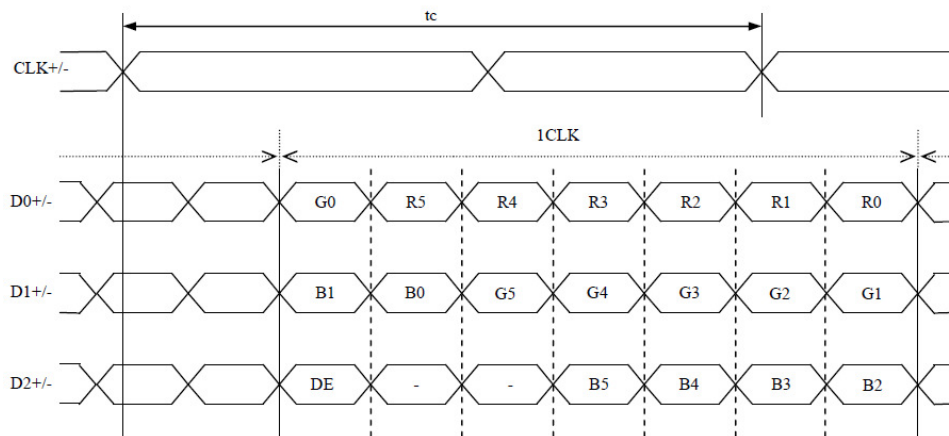 tc
CLK+/-
1CLK
D0+/- G0 R5 R4 R3 R2 R1 R0
D1+/- B1 B0 G5 G4 G3 G2 G1
D2+/- DE - - B5 B4 B3 B2